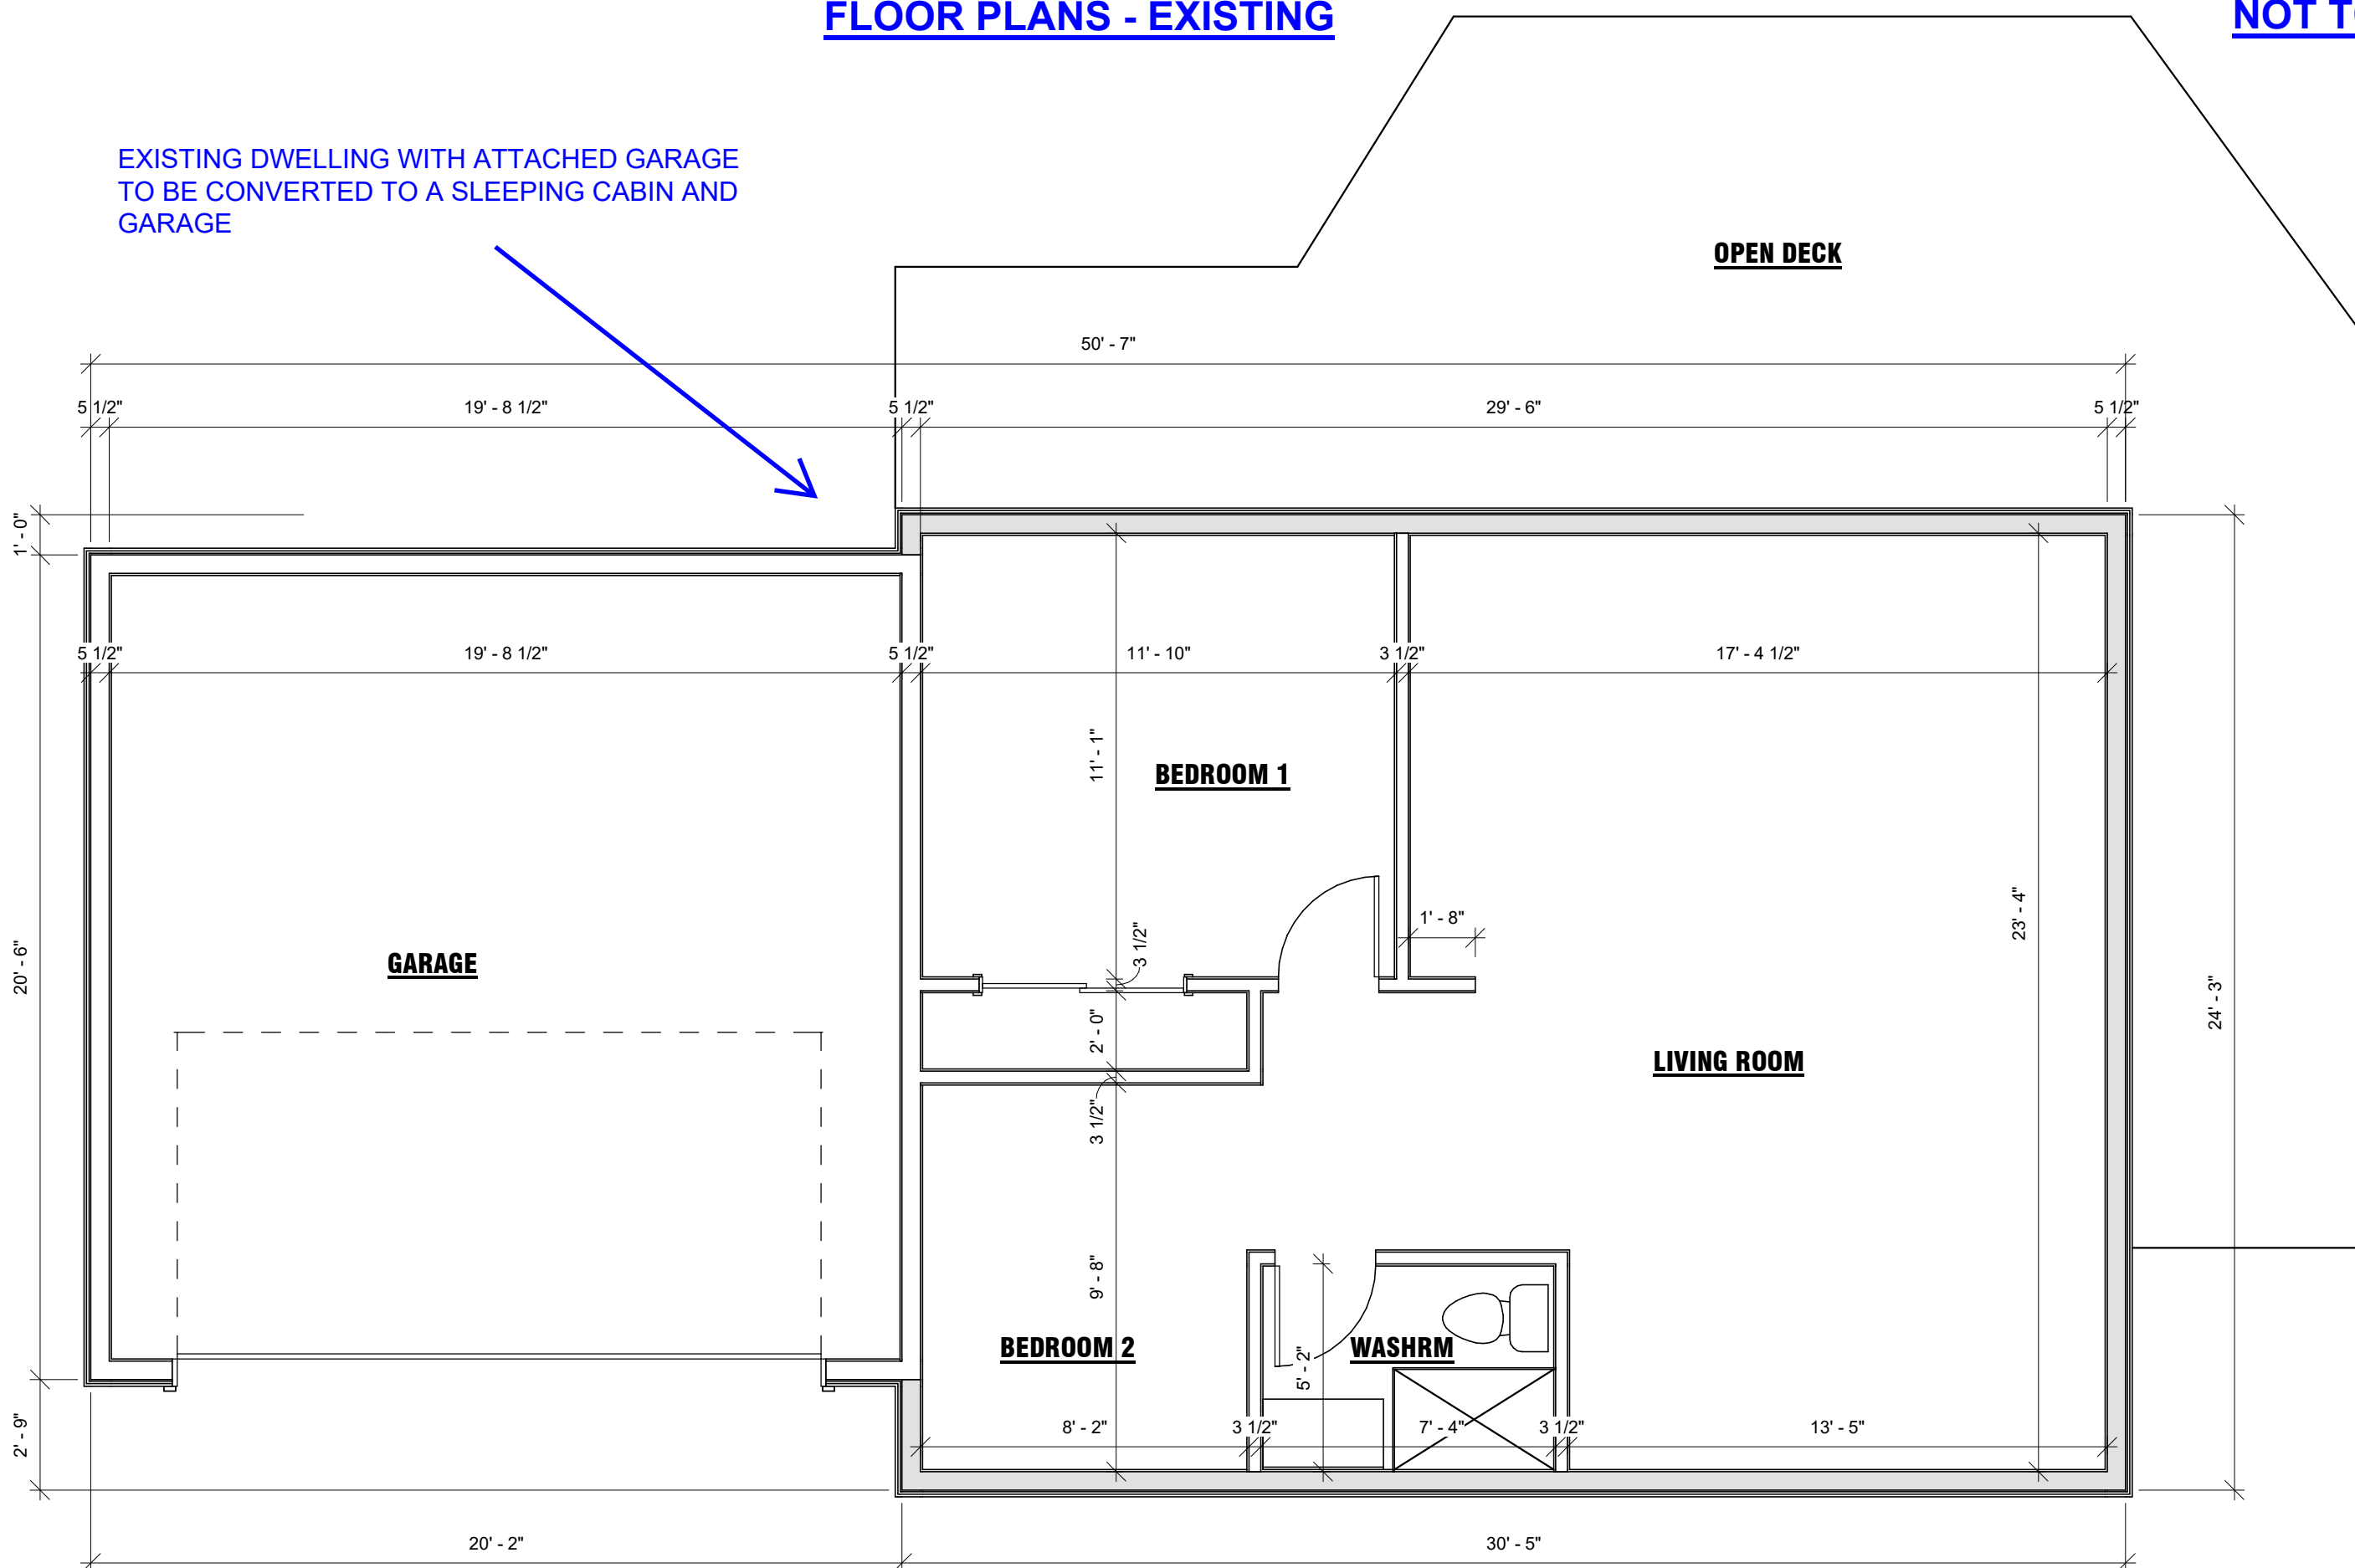 FLOOR PLANS - EXISTING
NOT TO
EXISTING DWELLING WITH ATTACHED GARAGE
TO BE CONVERTED TO A SLEEPING CABIN AND
GARAGE
OPEN DECK
50' - 7"
5 1/2"
19' - 8 1/2"
5 1/2"
29' - 6"
5 1/2"
1' - 0"
5 1/2"
19' - 8 1/2"
5 1/2"
11' - 10"
3 1/2"
17' - 4 1/2"
11' - 1"
BEDROOM 1
1' - 8"
23' - 4"
3 1/2"
GARAGE
20' - 6"
24' - 3"
2' - 0"
LIVING ROOM
3 1/2"
9' - 8"
BEDROOM 2
WASHRM
5' - 2"
2' - 9"
8' - 2"
3 1/2"
7' - 4"
3 1/2"
13' - 5"
20' - 2"
30' - 5"